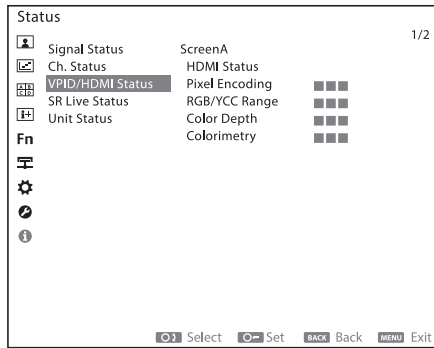 Status
1/2
Signal Status
Ch. Status
VPID/HDMI Status
SR Live Status
Unit Status
ScreenA
HDMI Status
Pixel Encoding ■■■
RGB/YCC Range ■■■
Color Depth ■■■
Colorimetry ■■■
A B
C D
Fn
Select Set BACK Back MENU Exit